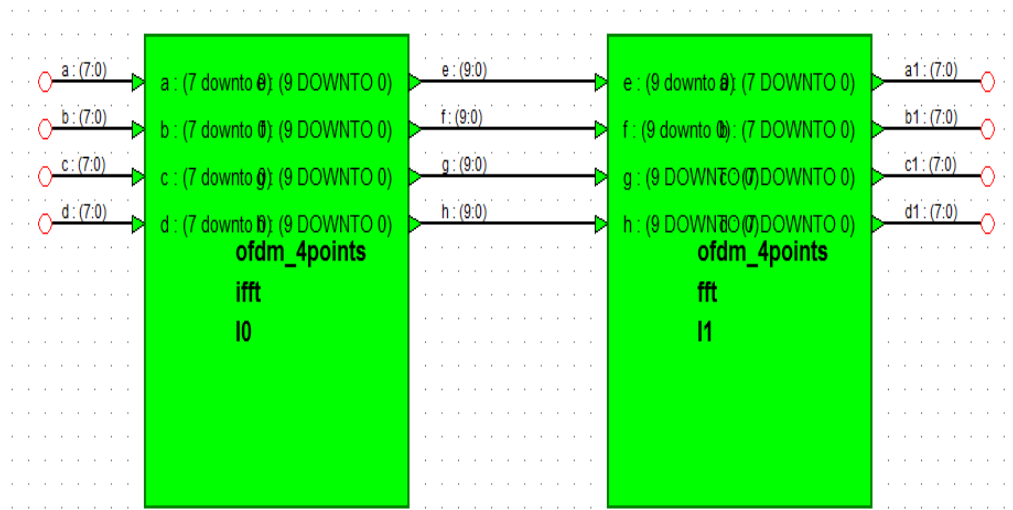 a : (7:0) a : (7 downto 0) e : (9 DOWNTO 0) e : (9:0) e : (9 downto 0) a : (7 DOWNTO 0) a1 : (7:0)
b : (7:0) b : (7 downto 0) f : (9 DOWNTO 0) f : (9:0) f : (9 downto 0) b : (7 DOWNTO 0) b1 : (7:0)
c : (7:0) c : (7 downto 0) g : (9 DOWNTO 0) g : (9:0) g : (9 DOWNTO 0) c : (7 DOWNTO 0) c1 : (7:0)
d : (7:0) d : (7 downto 0) h : (9 DOWNTO 0) h : (9:0) h : (9 DOWNTO 0) d : (7 DOWNTO 0) d1 : (7:0)
ofdm_4points ofdm_4points
ifft fft
I0 I1